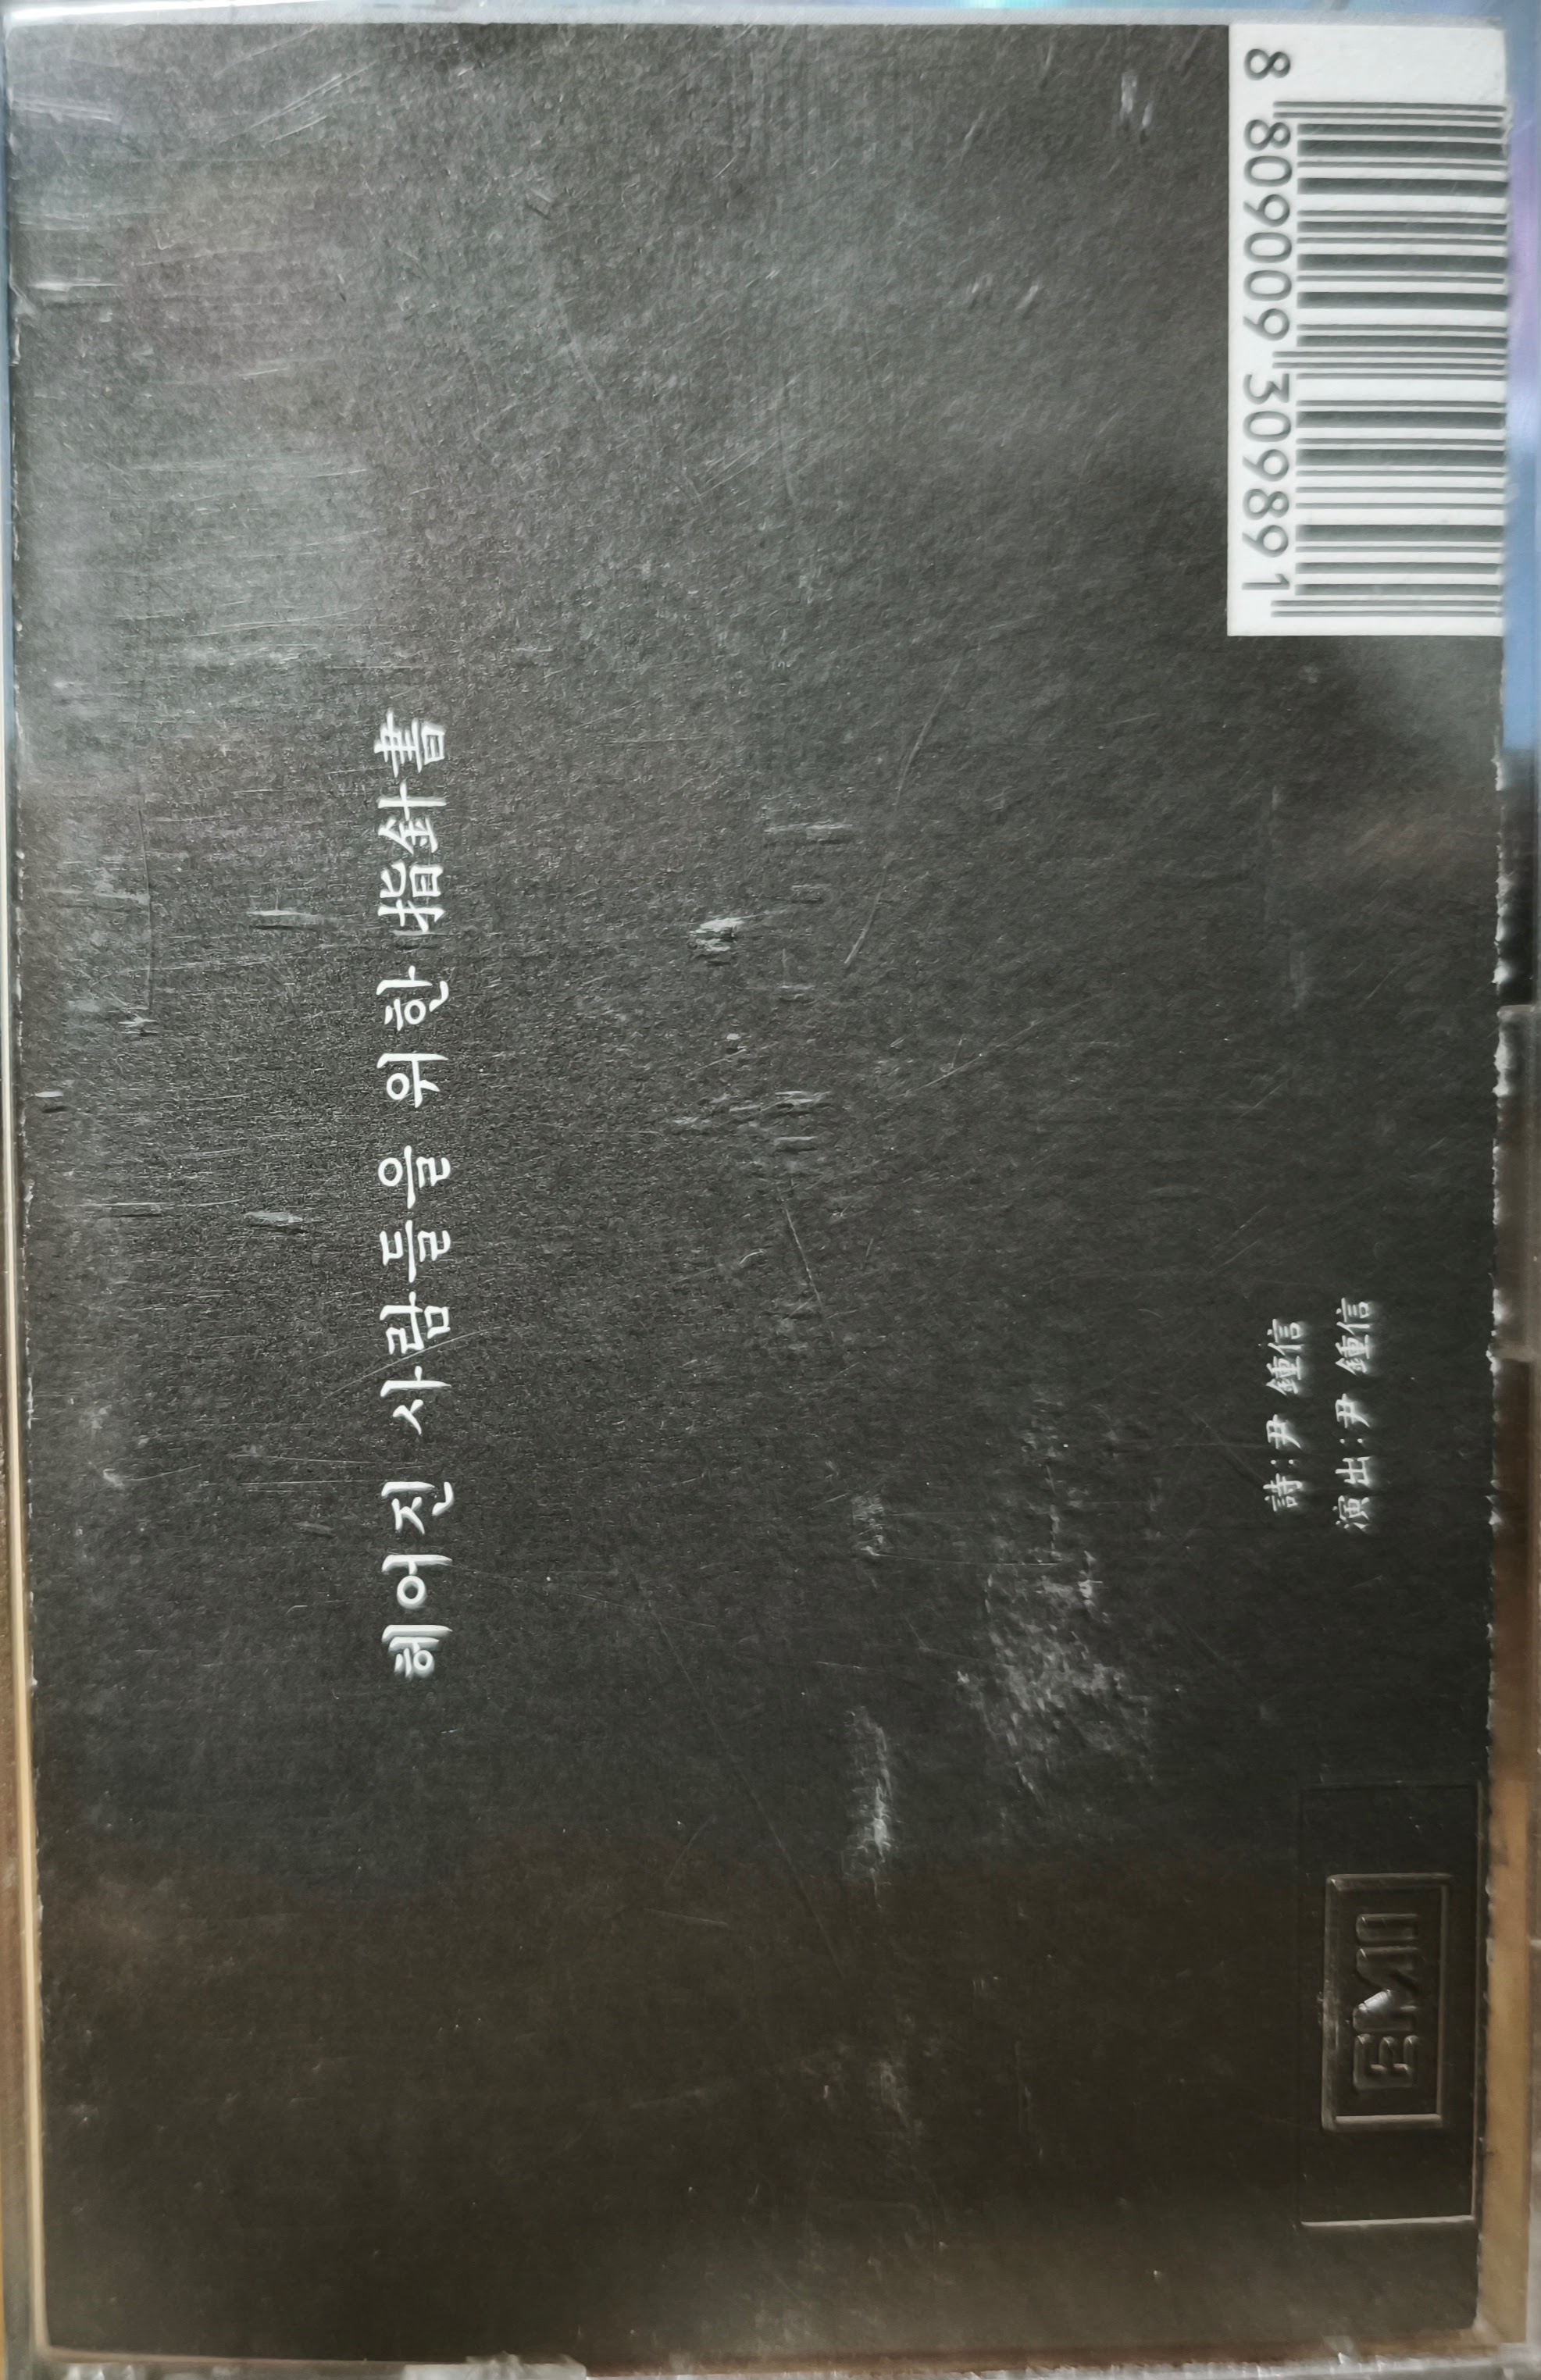 헤어진 사람들을 위한 指針書
詩:尹 鍾信
演出:尹 鍾信
EMI
8 809009 309891